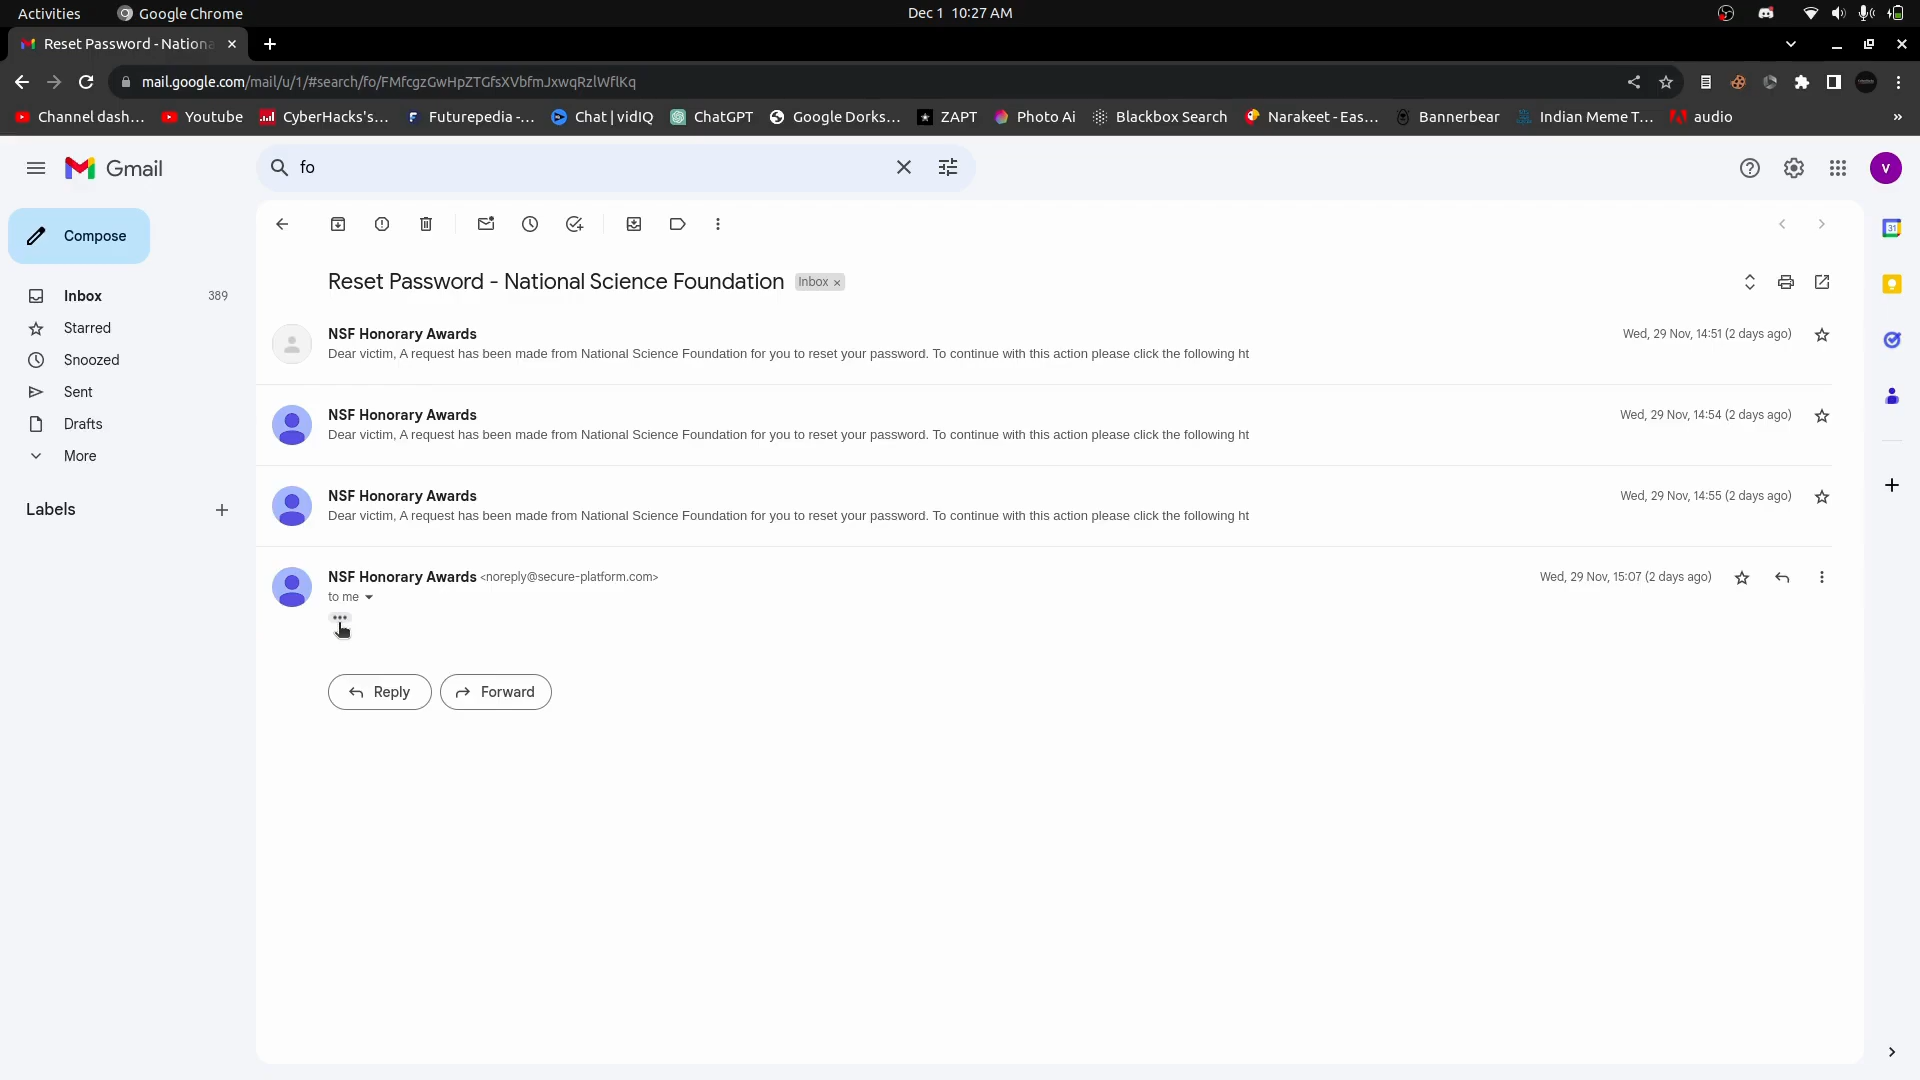 Activities Google Chrome Dec 1 10:27 AM
Reset Password - Nationa
mail.google.com/mail/u/1/#search/fo/FMfcgzGwHpZTGfsXVbfmJxwqRzlWflKq
Channel dash... Youtube CyberHacks's... Futurepedia -... Chat | vidIQ ChatGPT Google Dorks... ZAPT Photo Ai Blackbox Search Narakeet - Eas... Bannerbear Indian Meme T... audio »
Gmail fo V
Compose
Inbox 389
Starred
Snoozed
Sent
Drafts
More
Labels
31
Reset Password - National Science Foundation Inbox ×
NSF Honorary Awards Wed, 29 Nov, 14:51 (2 days ago)
Dear victim, A request has been made from National Science Foundation for you to reset your password. To continue with this action please click the following ht
NSF Honorary Awards Wed, 29 Nov, 14:54 (2 days ago)
Dear victim, A request has been made from National Science Foundation for you to reset your password. To continue with this action please click the following ht
NSF Honorary Awards Wed, 29 Nov, 14:55 (2 days ago)
Dear victim, A request has been made from National Science Foundation for you to reset your password. To continue with this action please click the following ht
NSF Honorary Awards <noreply@secure-platform.com> Wed, 29 Nov, 15:07 (2 days ago)
to me
Reply Forward